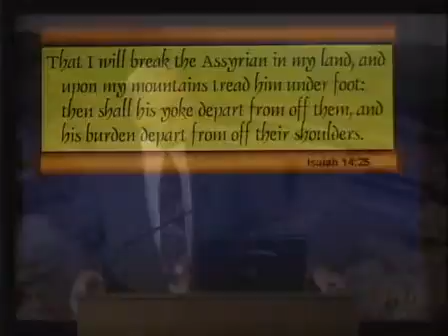 That I will break the Assyrian in my land, and
upon my mountains tread him under foot:
then shall his yoke depart from off them, and
his burden depart from off their shoulders.
Isaiah 14:25